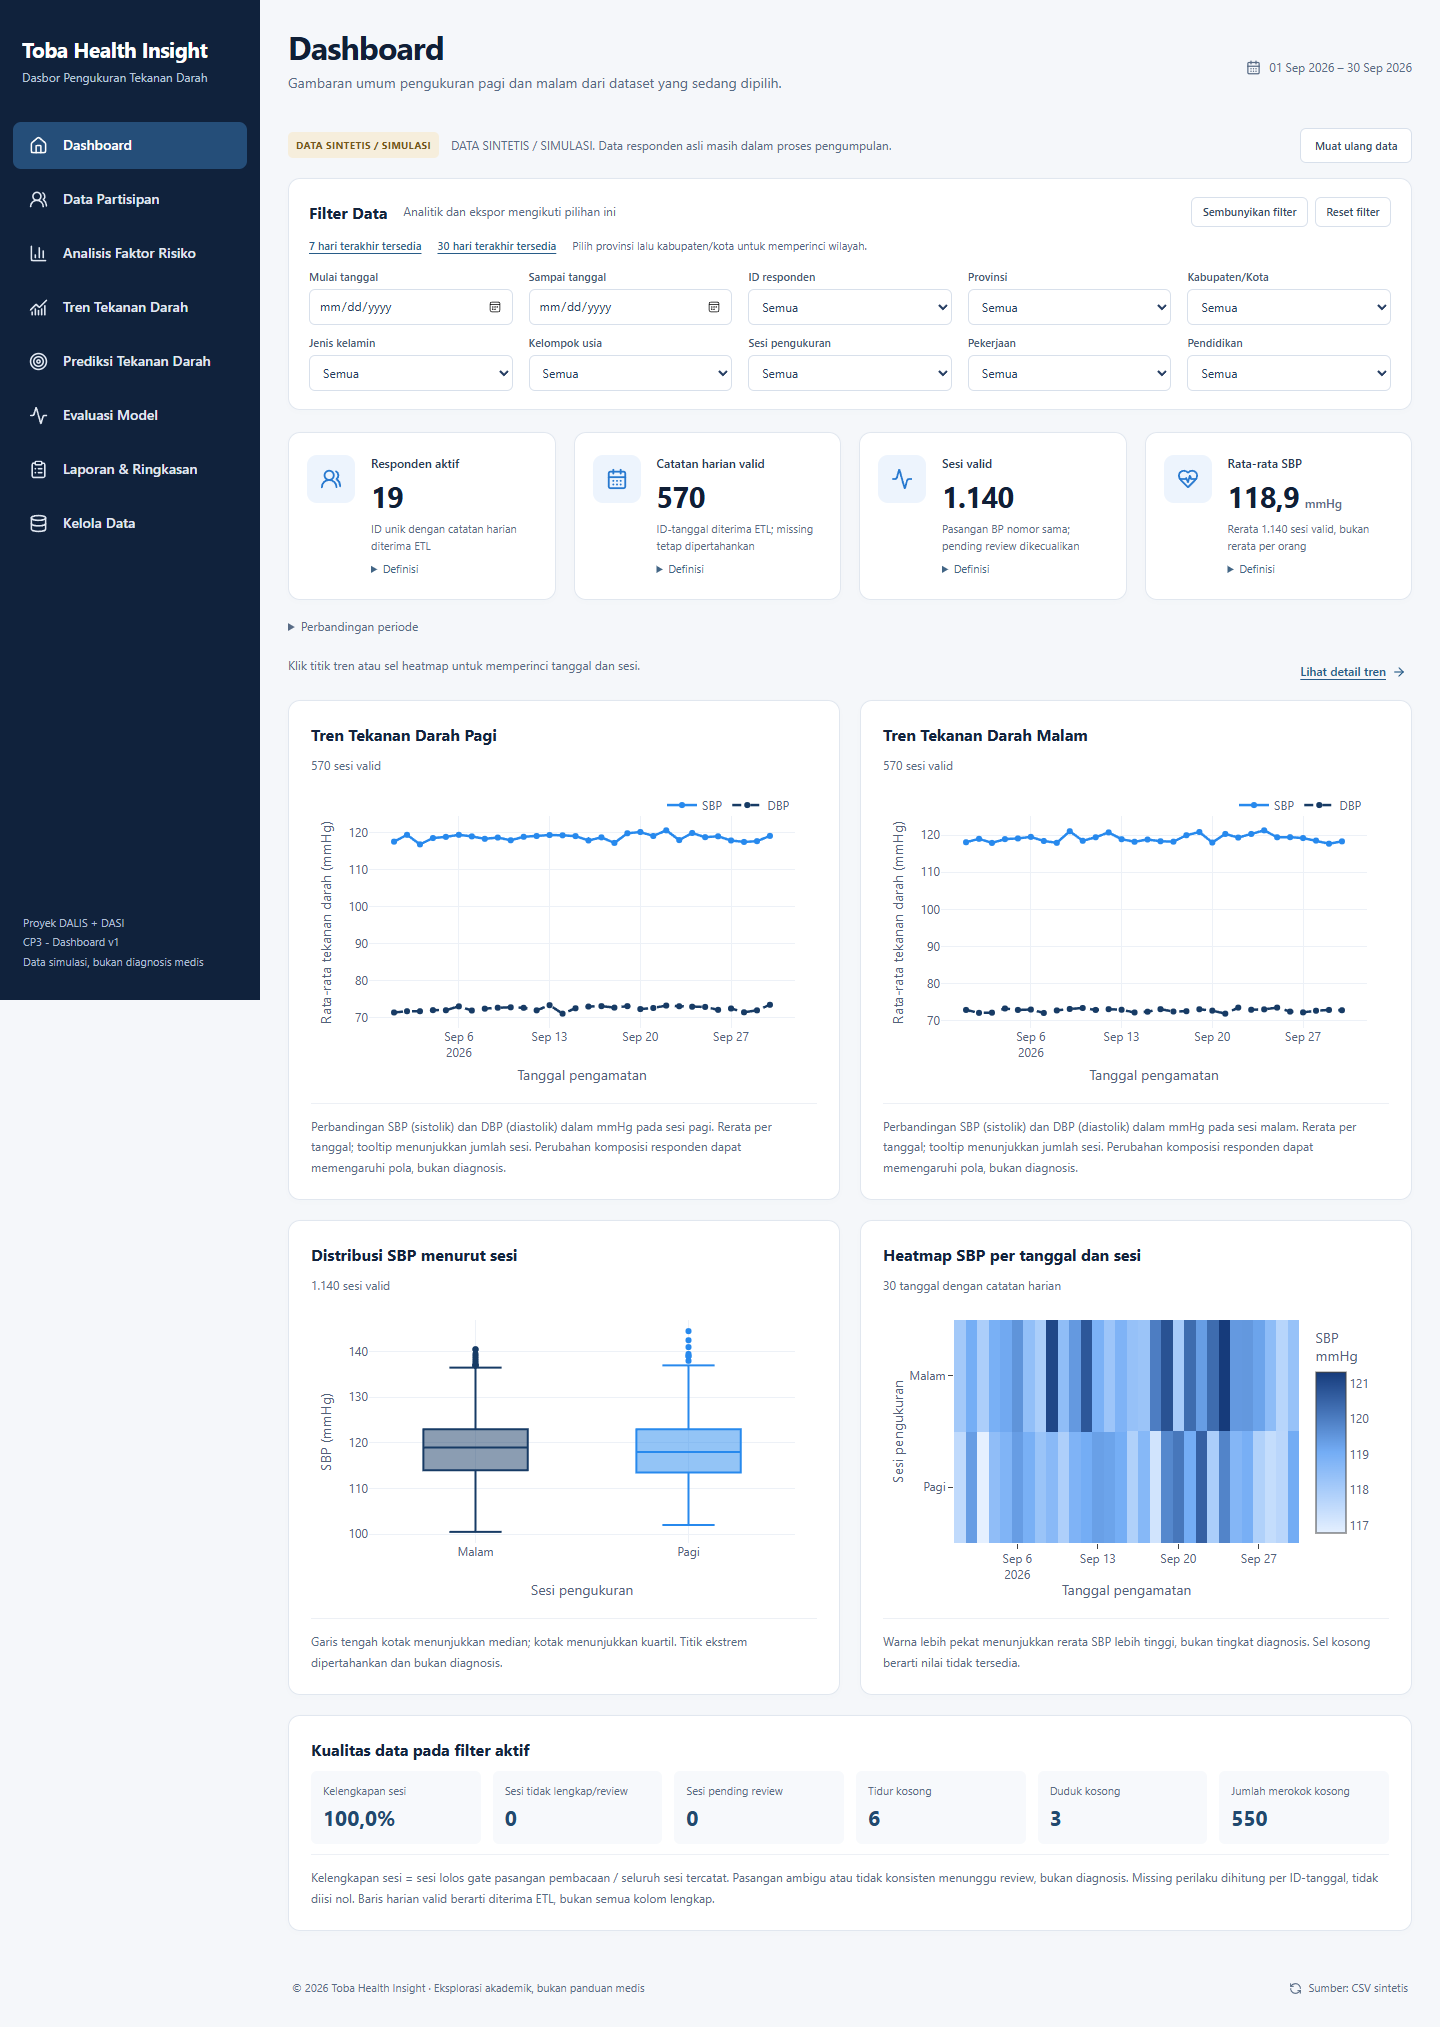 Toba Health Insight
Dasbor Pengukuran Tekanan Darah
Dashboard
Data Partisipan
Analisis Faktor Risiko
Tren Tekanan Darah
Prediksi Tekanan Darah
Evaluasi Model
Laporan & Ringkasan
Kelola Data
Proyek DALIS + DASI
CP3 - Dashboard v1
Data simulasi, bukan diagnosis medis
Dashboard
Gambaran umum pengukuran pagi dan malam dari dataset yang sedang dipilih.
01 Sep 2026 – 30 Sep 2026
DATA SINTETIS / SIMULASI
DATA SINTETIS / SIMULASI. Data responden asli masih dalam proses pengumpulan.
Muat ulang data
Filter Data
Analitik dan ekspor mengikuti pilihan ini
Sembunyikan filter
Reset filter
7 hari terakhir tersedia
30 hari terakhir tersedia
Pilih provinsi lalu kabupaten/kota untuk memperinci wilayah.
Mulai tanggal
Sampai tanggal
ID responden
Provinsi
Kabupaten/Kota
mm/dd/yyyy
mm/dd/yyyy
Semua
Semua
Semua
Jenis kelamin
Kelompok usia
Sesi pengukuran
Pekerjaan
Pendidikan
Semua
Semua
Semua
Semua
Semua
Responden aktif
19
ID unik dengan catatan harian
diterima ETL
Definisi
Catatan harian valid
570
ID-tanggal diterima ETL; missing
tetap dipertahankan
Definisi
Sesi valid
1.140
Pasangan BP nomor sama;
pending review dikecualikan
Definisi
Rata-rata SBP
118,9 mmHg
Rerata 1.140 sesi valid, bukan
rerata per orang
Definisi
Perbandingan periode
Klik titik tren atau sel heatmap untuk memperinci tanggal dan sesi.
Lihat detail tren
Tren Tekanan Darah Pagi
570 sesi valid
SBP
DBP
Rata-rata tekanan darah (mmHg)
120
110
100
90
80
70
Sep 6
2026
Sep 13
Sep 20
Sep 27
Tanggal pengamatan
Perbandingan SBP (sistolik) dan DBP (diastolik) dalam mmHg pada sesi pagi. Rerata per
tanggal; tooltip menunjukkan jumlah sesi. Perubahan komposisi responden dapat
memengaruhi pola, bukan diagnosis.
Tren Tekanan Darah Malam
570 sesi valid
SBP
DBP
Rata-rata tekanan darah (mmHg)
120
110
100
90
80
70
Sep 6
2026
Sep 13
Sep 20
Sep 27
Tanggal pengamatan
Perbandingan SBP (sistolik) dan DBP (diastolik) dalam mmHg pada sesi malam. Rerata per
tanggal; tooltip menunjukkan jumlah sesi. Perubahan komposisi responden dapat
memengaruhi pola, bukan diagnosis.
Distribusi SBP menurut sesi
1.140 sesi valid
SBP (mmHg)
140
130
120
110
100
Malam
Pagi
Sesi pengukuran
Garis tengah kotak menunjukkan median; kotak menunjukkan kuartil. Titik ekstrem
dipertahankan dan bukan diagnosis.
Heatmap SBP per tanggal dan sesi
30 tanggal dengan catatan harian
Sesi pengukuran
Malam
Pagi
Sep 6
2026
Sep 13
Sep 20
Sep 27
Tanggal pengamatan
SBP
mmHg
121
120
119
118
117
Warna lebih pekat menunjukkan rerata SBP lebih tinggi, bukan tingkat diagnosis. Sel kosong
berarti nilai tidak tersedia.
Kualitas data pada filter aktif
Kelengkapan sesi
100,0%
Sesi tidak lengkap/review
0
Sesi pending review
0
Tidur kosong
6
Duduk kosong
3
Jumlah merokok kosong
550
Kelengkapan sesi = sesi lolos gate pasangan pembacaan / seluruh sesi tercatat. Pasangan ambigu atau tidak konsisten menunggu review, bukan diagnosis. Missing perilaku dihitung per ID-tanggal, tidak
diisi nol. Baris harian valid berarti diterima ETL, bukan semua kolom lengkap.
© 2026 Toba Health Insight · Eksplorasi akademik, bukan panduan medis
Sumber: CSV sintetis